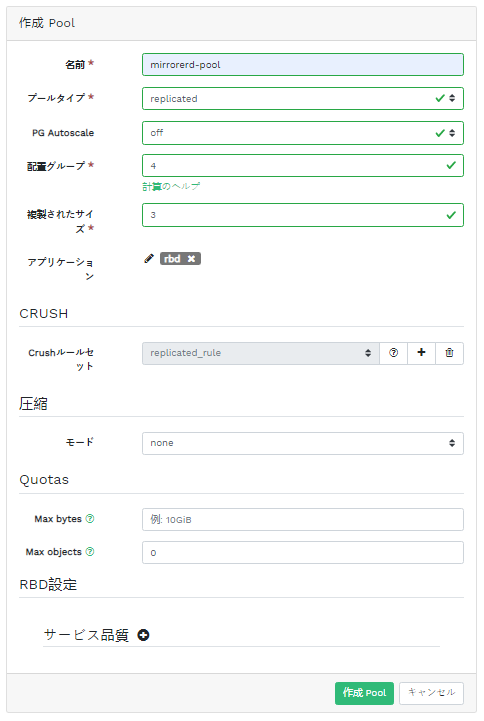 作成 Pool
名前 *
mirrorerd-pool
プールタイプ *
replicated
PG Autoscale
off
配置グループ *
4
計算のヘルプ
複製されたサイ
ズ *
3
アプリケーショ
ン
rbd
CRUSH
Crushルールセ
ット
replicated_rule
圧縮
モード
none
Quotas
Max bytes
例: 10GiB
Max objects
0
RBD設定
サービス品質
作成 Pool
キャンセル